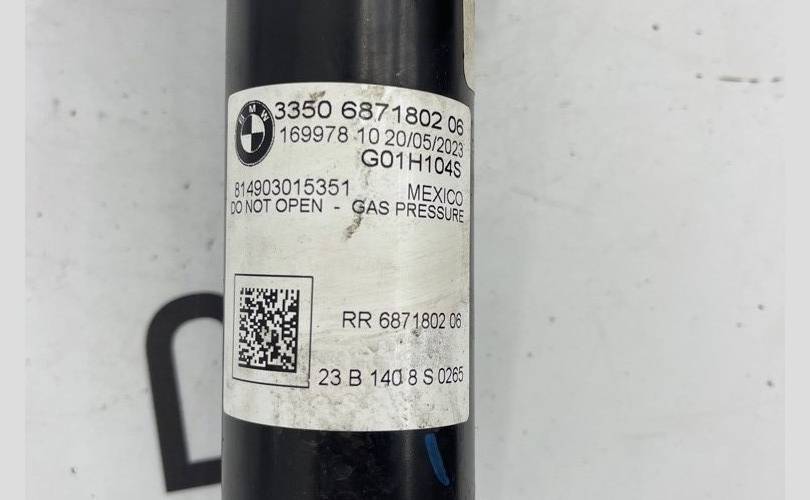 BMW
3350 6871802 06
169978 10 20/05/2023
G01H104S
814903015351 MEXICO
DO NOT OPEN - GAS PRESSURE
RR 6871802 06
23 B 140 8 S 0265